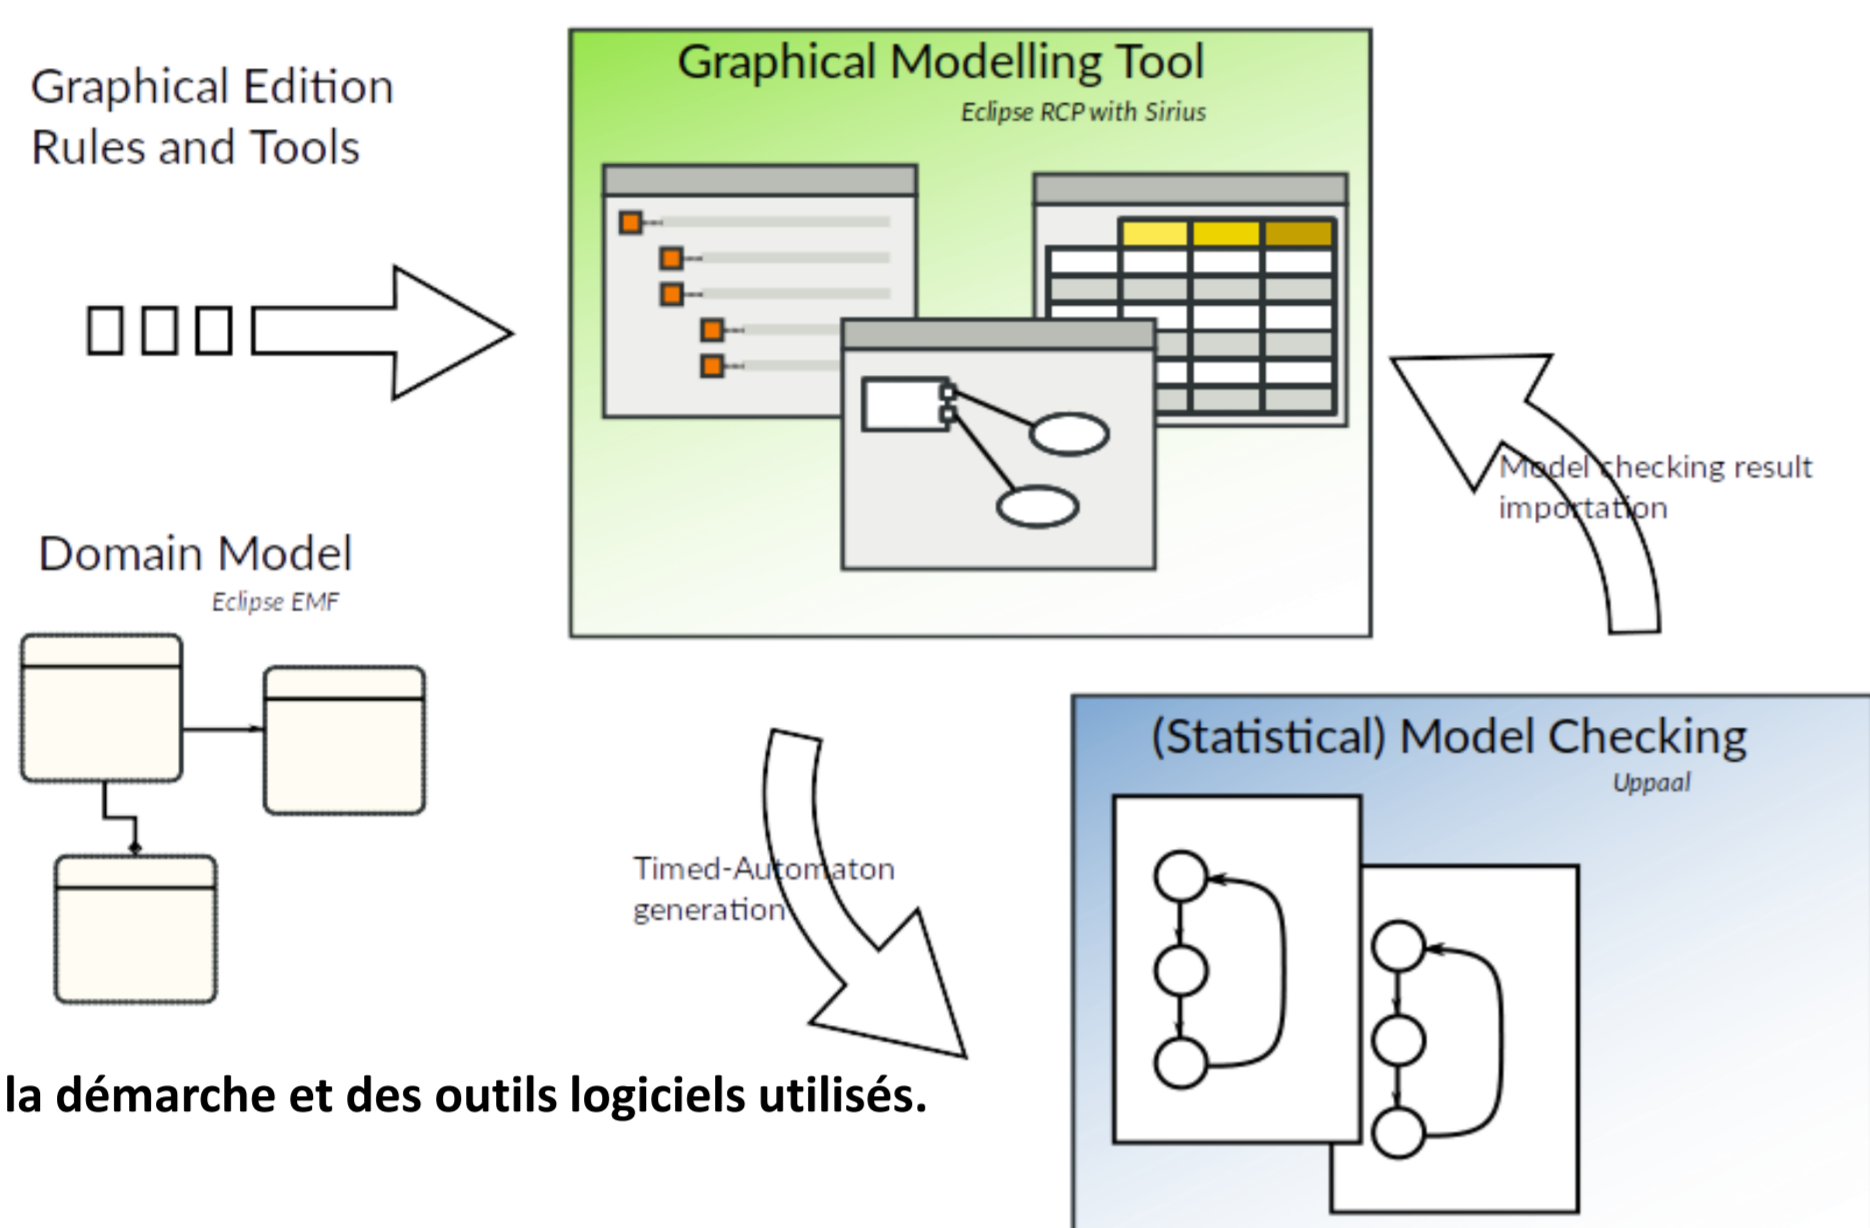 Graphical Edition
Rules and Tools
Graphical Modelling Tool
Eclipse RCP with Sirius
Model checking result
importation
Domain Model
Eclipse EMF
(Statistical) Model Checking
Uppaal
Timed-Automaton
generation
la démarche et des outils logiciels utilisés.